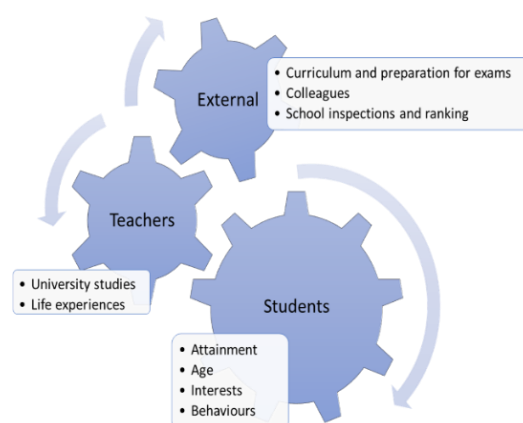 External
• Curriculum and preparation for exams
• Colleagues
• School inspections and ranking
Teachers
• University studies
• Life experiences
Students
• Attainment
• Age
• Interests
• Behaviours